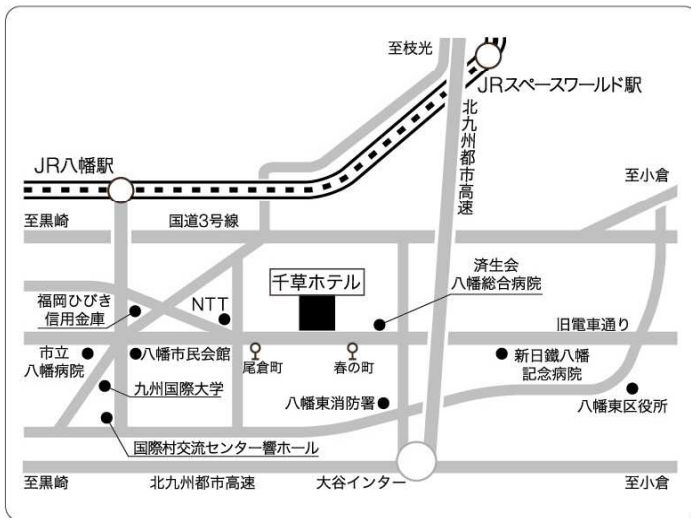 至枝光
JRスペースワールド駅
北九州都市高速
JR八幡駅
至小倉
至黒崎
国道3号線
済生会
八幡総合病院
千草ホテル
福岡ひびき
信用金庫
NTT
旧電車通り
市立
八幡病院
八幡市民会館
尾倉町
春の町
新日鐵八幡
記念病院
九州国際大学
八幡東消防署
八幡東区役所
国際村交流センター響ホール
至黒崎
北九州都市高速
大谷インター
至小倉